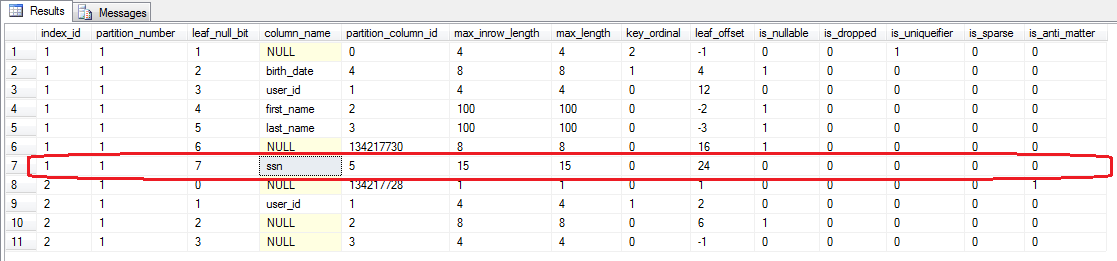 Results Messages
index_id partition_number leaf_null_bit column_name partition_column_id max_inrow_length max_length key_ordinal leaf_offset is_nullable is_dropped is_uniqueifier is_sparse is_anti_matter
1 1 1 1 NULL 0 4 4 2 -1 0 0 1 0 0
2 1 1 2 birth_date 4 8 8 1 4 1 0 0 0 0
3 1 1 3 user_id 1 4 4 0 12 0 0 0 0 0
4 1 1 4 first_name 2 100 100 0 -2 1 0 0 0 0
5 1 1 5 last_name 3 100 100 0 -3 1 0 0 0 0
6 1 1 6 NULL 134217730 8 8 0 16 1 0 0 0 0
7 1 1 7 ssn 5 15 15 0 24 0 0 0 0 0
8 2 1 0 NULL 134217728 1 1 0 1 0 0 0 0 1
9 2 1 1 user_id 1 4 4 1 2 0 0 0 0 0
10 2 1 2 NULL 2 8 8 0 6 1 0 0 0 0
11 2 1 3 NULL 3 4 4 0 -1 0 0 0 0 0